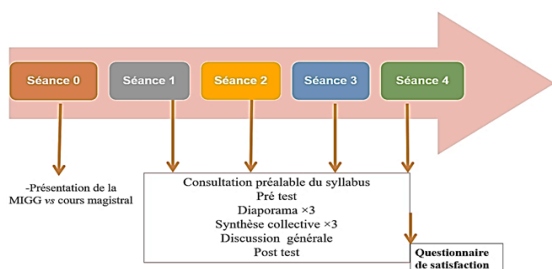 Séance 0
Séance 1
Séance 2
Séance 3
Séance 4
-Présentation de la
MIGG vs cours magistral
Consultation préalable du syllabus
Pré test
Diaporama ×3
Synthèse collective ×3
Discussion générale
Post test
Questionnaire
de satisfaction